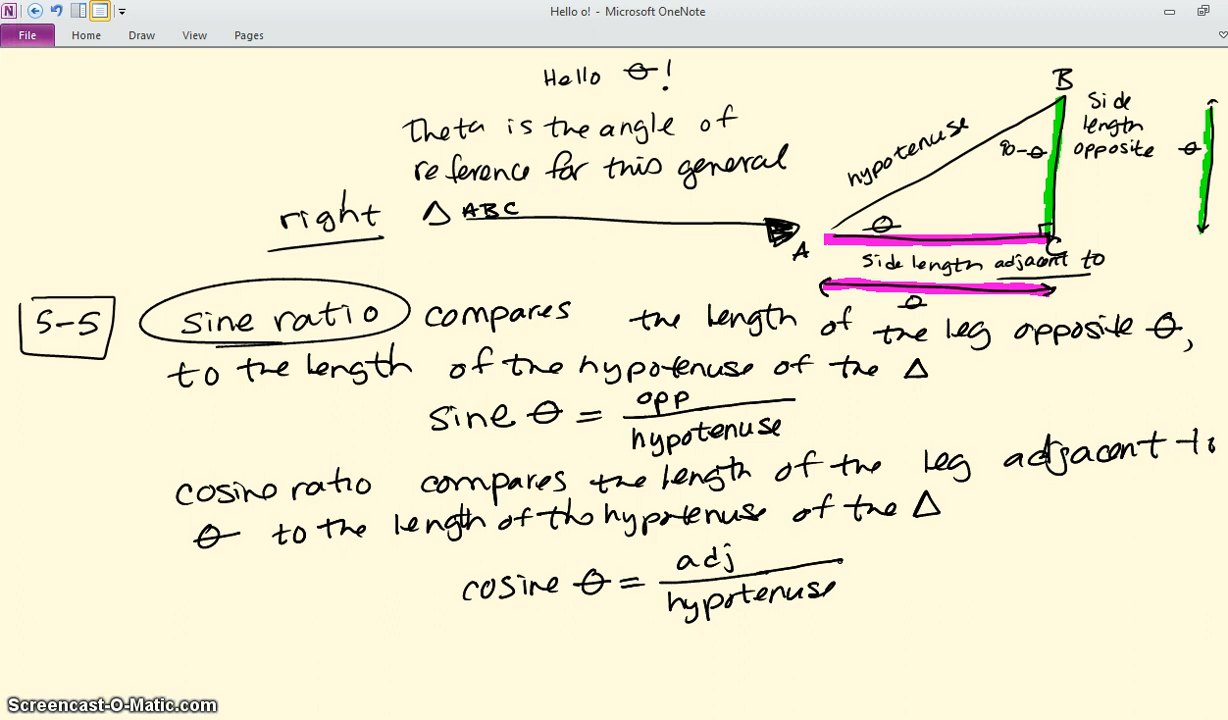 Hello o! - Microsoft OneNote
File Home Draw View Pages
Hello θ!
Theta is the angle of
reference for this general
right Δ ABC
B
Side
length
opposite θ
90-θ
hypotenuse
θ
A
C
Side length adjacent to
θ
5-5 sine ratio compares the length of the leg opposite θ,
to the length of the hypotenuse of the Δ
sine θ = opp
hypotenuse
cosine ratio compares the length of the leg adjacent to
θ to the length of the hypotenuse of the Δ
cosine θ = adj
hypotenuse
Screencast-O-Matic.com